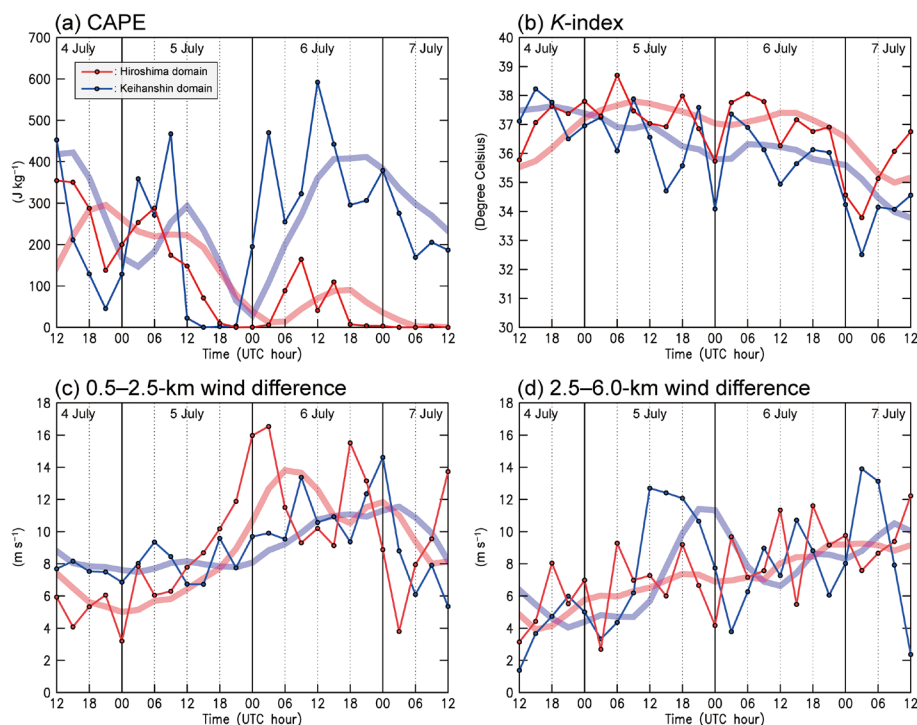 (a) CAPE
(J kg⁻¹)
700
600
500
400
300
200
100
0
4 July 5 July 6 July 7 July
: Hiroshima domain
: Keihanshin domain
12 18 00 06 12 18 00 06 12 18 00 06 12
Time (UTC hour)
(b) K-index
(Degree Celsius)
40
39
38
37
36
35
34
33
32
31
30
4 July 5 July 6 July 7 July
12 18 00 06 12 18 00 06 12 18 00 06 12
Time (UTC hour)
(c) 0.5–2.5-km wind difference
(m s⁻¹)
18
16
14
12
10
8
6
4
2
0
4 July 5 July 6 July 7 July
12 18 00 06 12 18 00 06 12 18 00 06 12
Time (UTC hour)
(d) 2.5–6.0-km wind difference
(m s⁻¹)
18
16
14
12
10
8
6
4
2
0
4 July 5 July 6 July 7 July
12 18 00 06 12 18 00 06 12 18 00 06 12
Time (UTC hour)